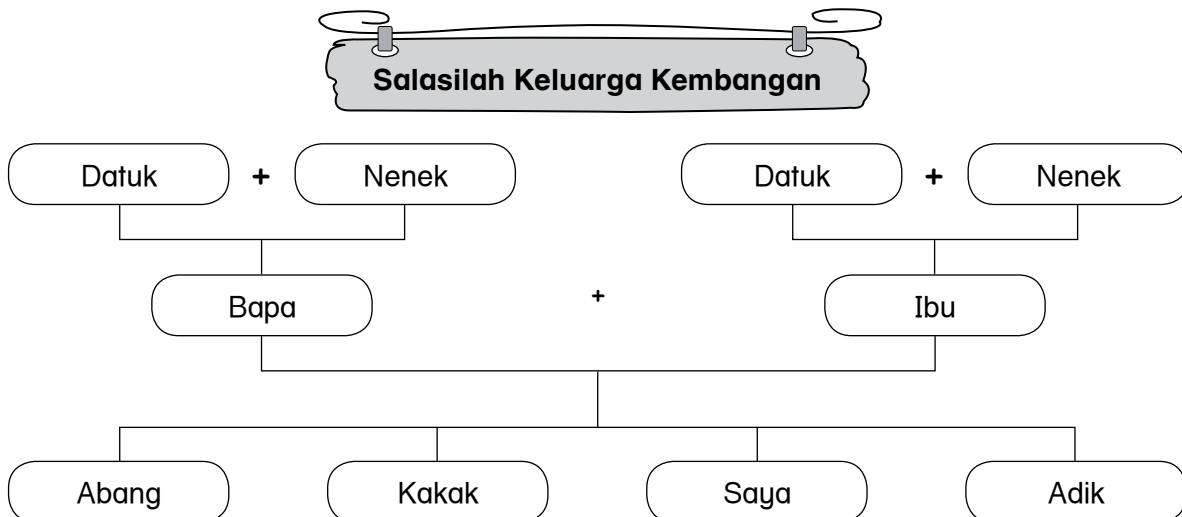 Salasilah Keluarga Kembangan
Datuk + Nenek Datuk + Nenek
Bapa + Ibu
Abang Kakak Saya Adik